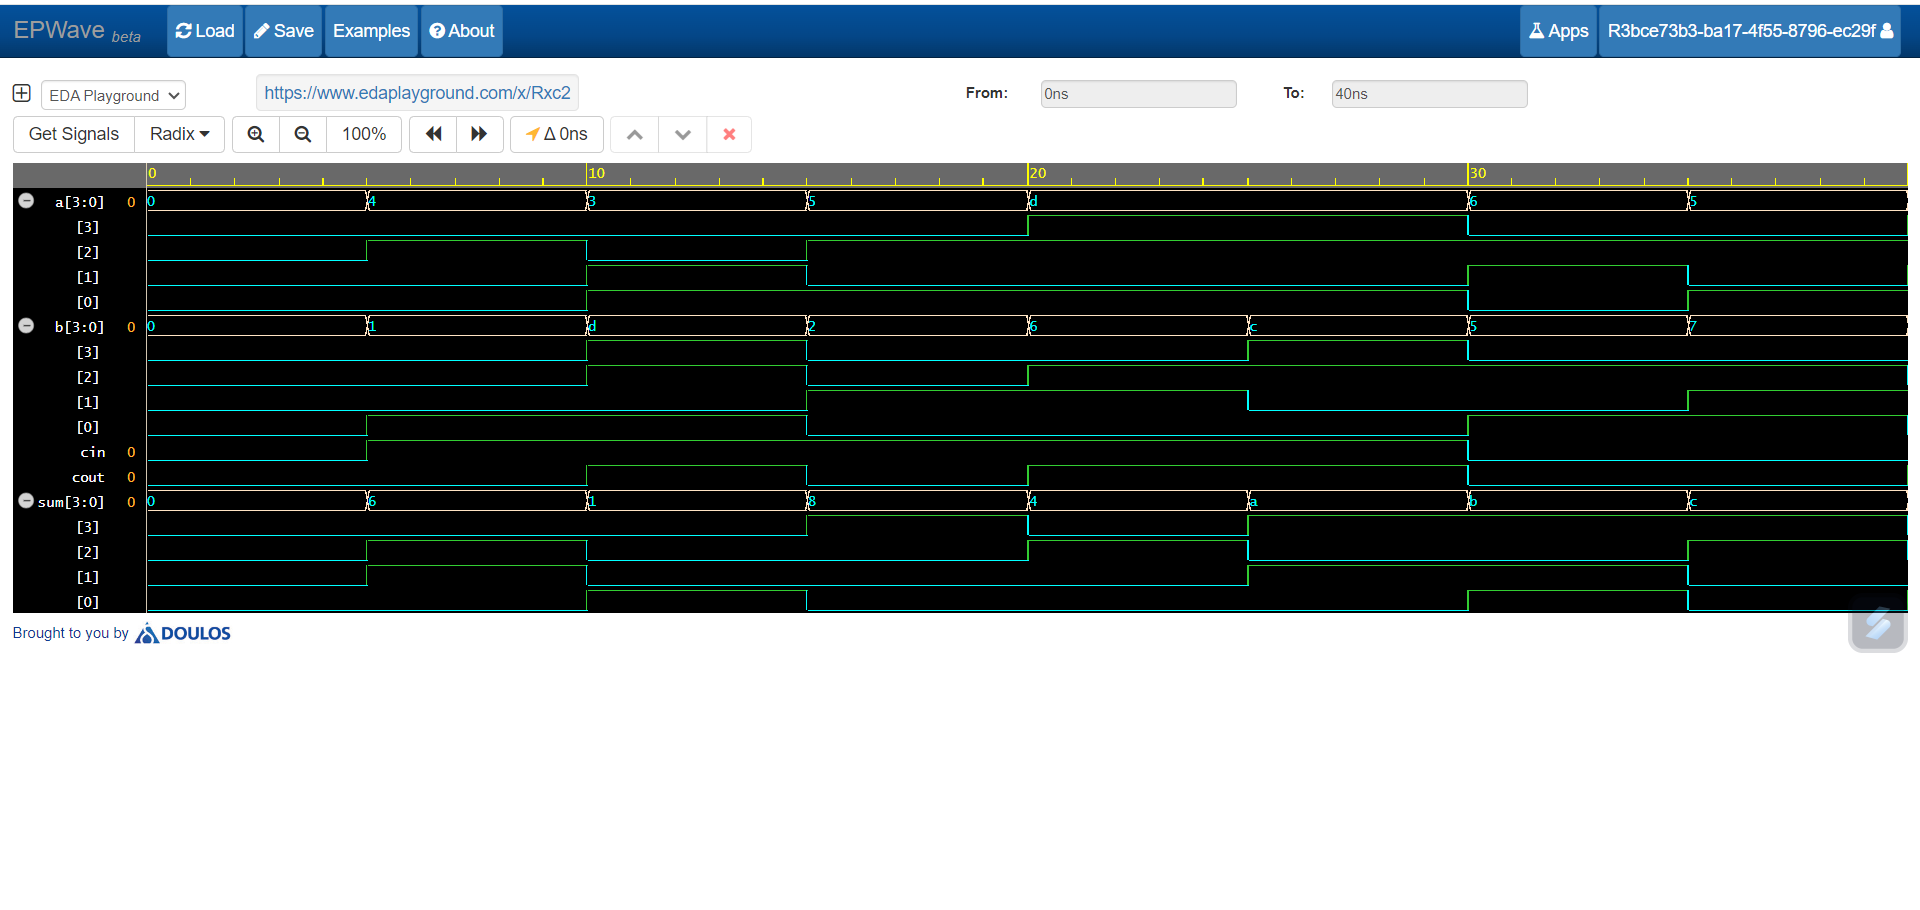 EPWave beta Load Save Examples About Apps R3bce73b3-ba17-4f55-8796-ec29f
EDA Playground https://www.edaplayground.com/x/Rxc2 From: 0ns To: 40ns
Get Signals Radix 100% Δ 0ns
0 10 20 30
a[3:0] 0 0 4 3 5 d 6 5
[3]
[2]
[1]
[0]
b[3:0] 0 0 1 d 2 6 c 5 7
[3]
[2]
[1]
[0]
cin 0
cout 0
sum[3:0] 0 0 6 1 8 4 a b c
[3]
[2]
[1]
[0]
Brought to you by DOULOS